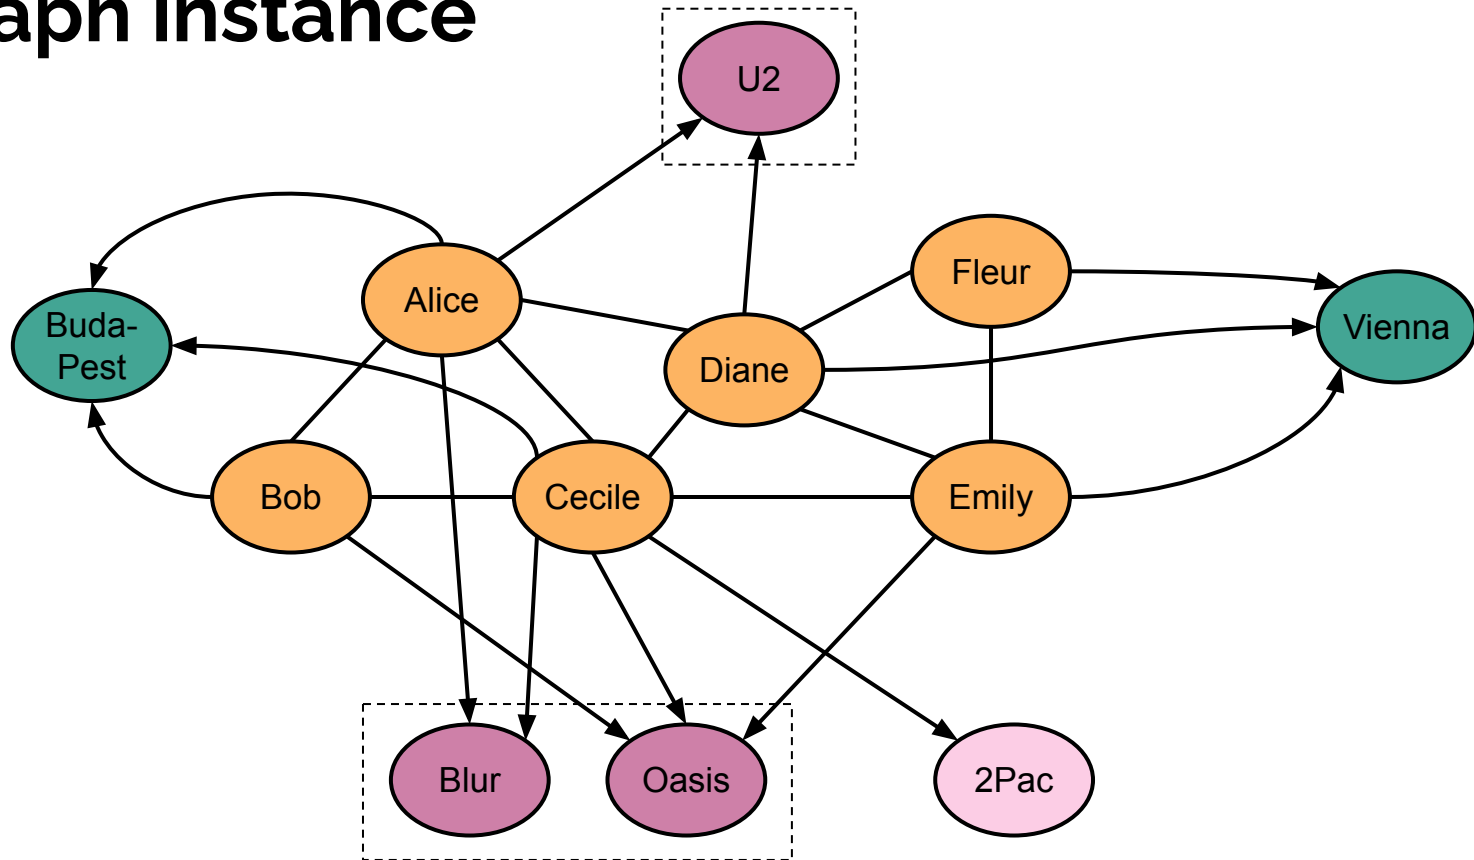 aph instance
U2
Fleur
Alice
Buda-
Pest
Vienna
Diane
Bob
Cecile
Emily
Blur
Oasis
2Pac